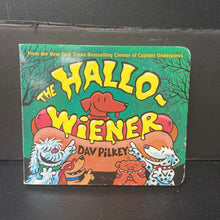 From the New York Times Bestselling Creator of Captain Underpants
THE HALLO-
WIENER
DAV PILKEY